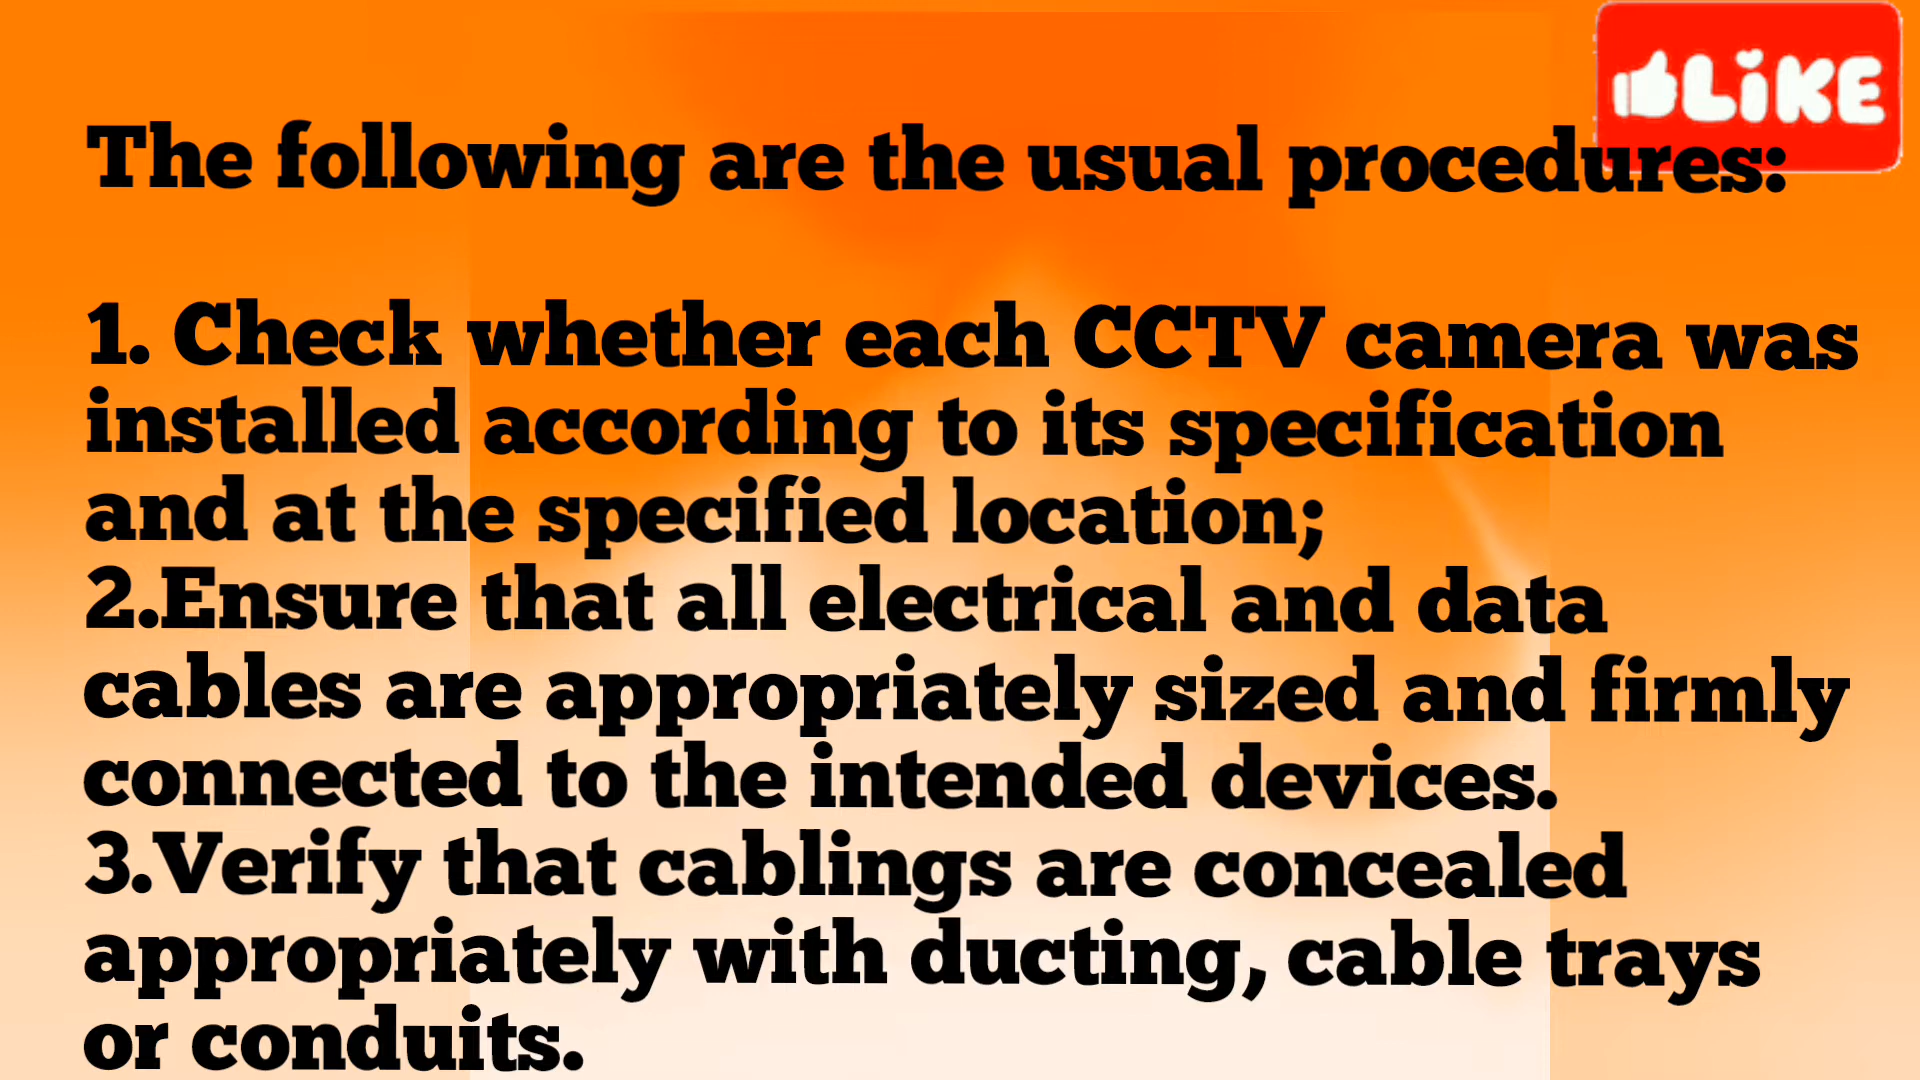 LiKE
The following are the usual procedures:
1. Check whether each CCTV camera was
installed according to its specification
and at the specified location;
2.Ensure that all electrical and data
cables are appropriately sized and firmly
connected to the intended devices.
3.Verify that cablings are concealed
appropriately with ducting, cable trays
or conduits.